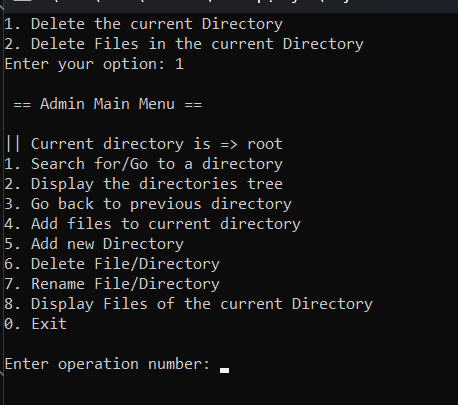 1. Delete the current Directory
2. Delete Files in the current Directory
Enter your option: 1
== Admin Main Menu ==
|| Current directory is => root
1. Search for/Go to a directory
2. Display the directories tree
3. Go back to previous directory
4. Add files to current directory
5. Add new Directory
6. Delete File/Directory
7. Rename File/Directory
8. Display Files of the current Directory
0. Exit
Enter operation number: